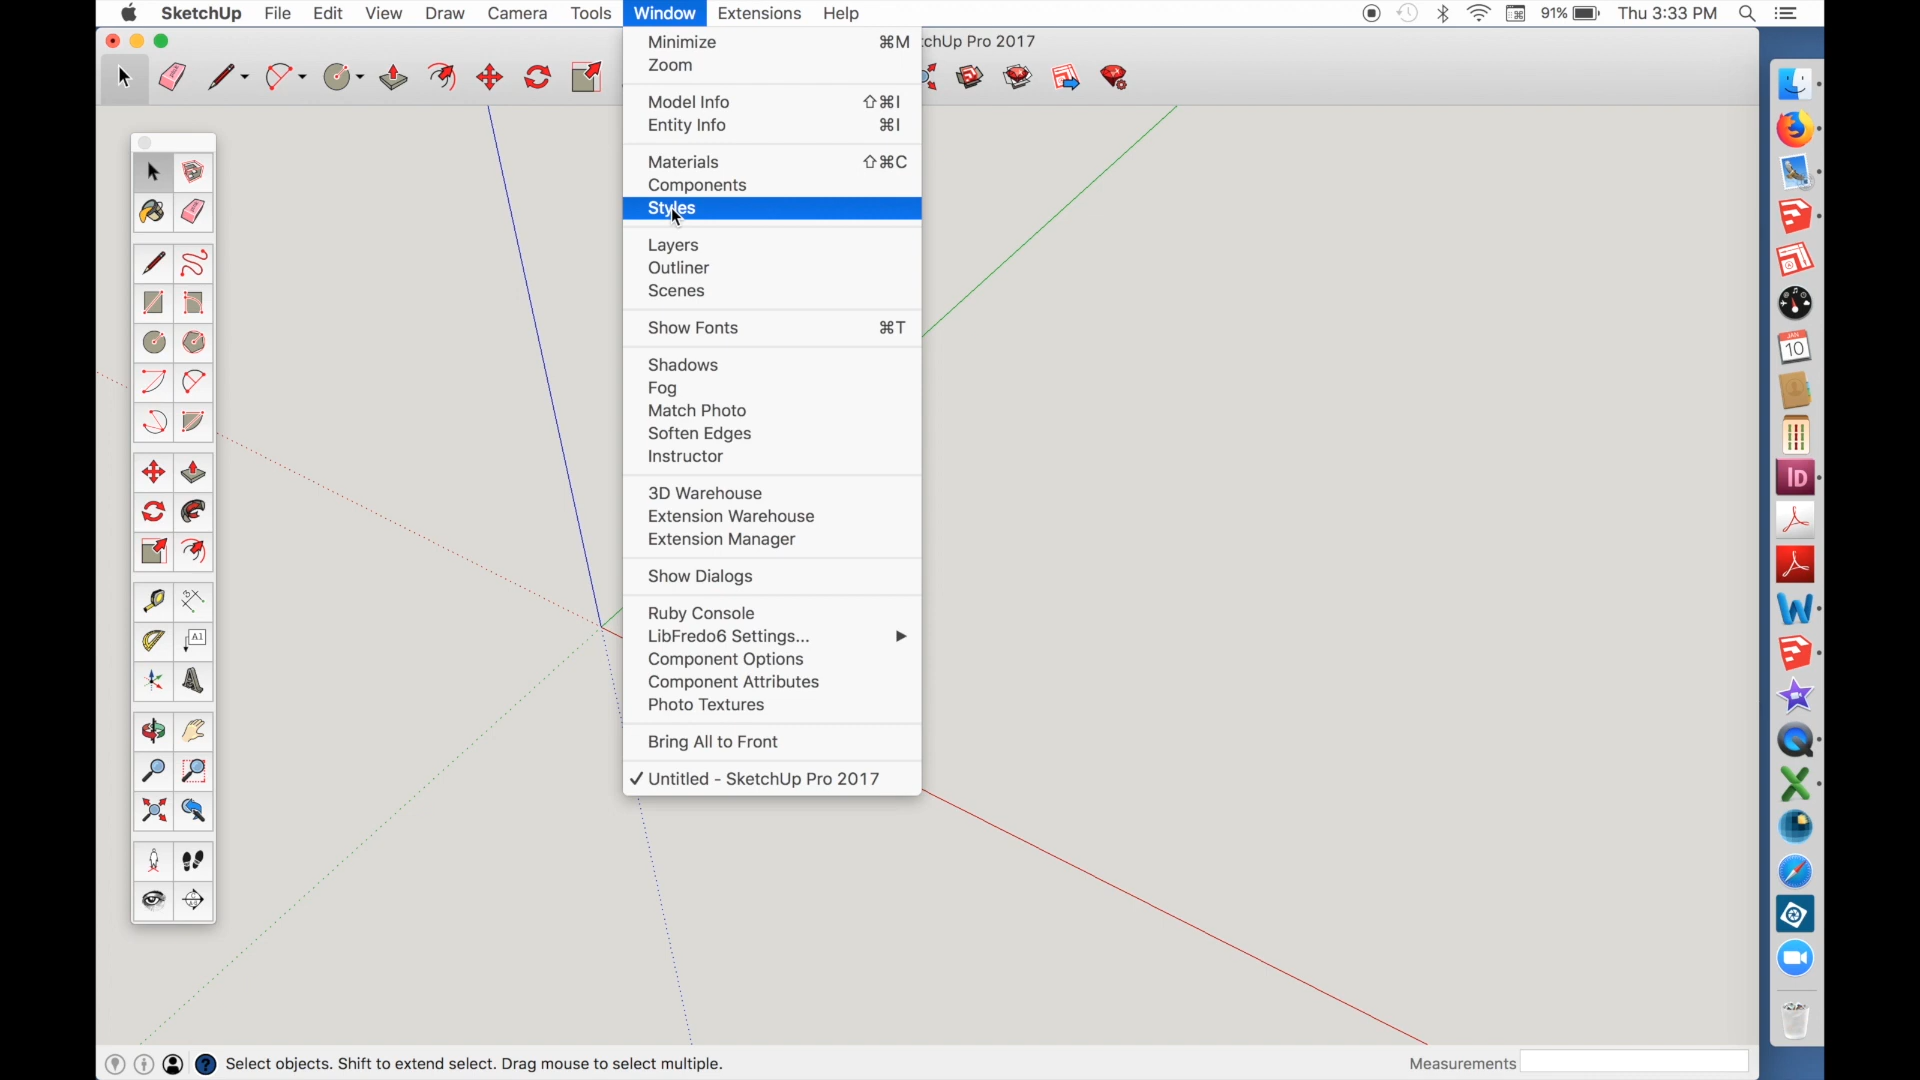 SketchUp File Edit View Draw Camera Tools Window Extensions Help 91% Thu 3:33 PM
chUp Pro 2017
Minimize ⌘M
Zoom
Model Info ⇧⌘I
Entity Info ⌘I
Materials ⇧⌘C
Components
Styles
Layers
Outliner
Scenes
Show Fonts ⌘T
Shadows
Fog
Match Photo
Soften Edges
Instructor
3D Warehouse
Extension Warehouse
Extension Manager
Show Dialogs
Ruby Console
LibFredo6 Settings...
Component Options
Component Attributes
Photo Textures
Bring All to Front
✓ Untitled - SketchUp Pro 2017
A1
JAN
10
Id
W
X
Select objects. Shift to extend select. Drag mouse to select multiple.
Measurements